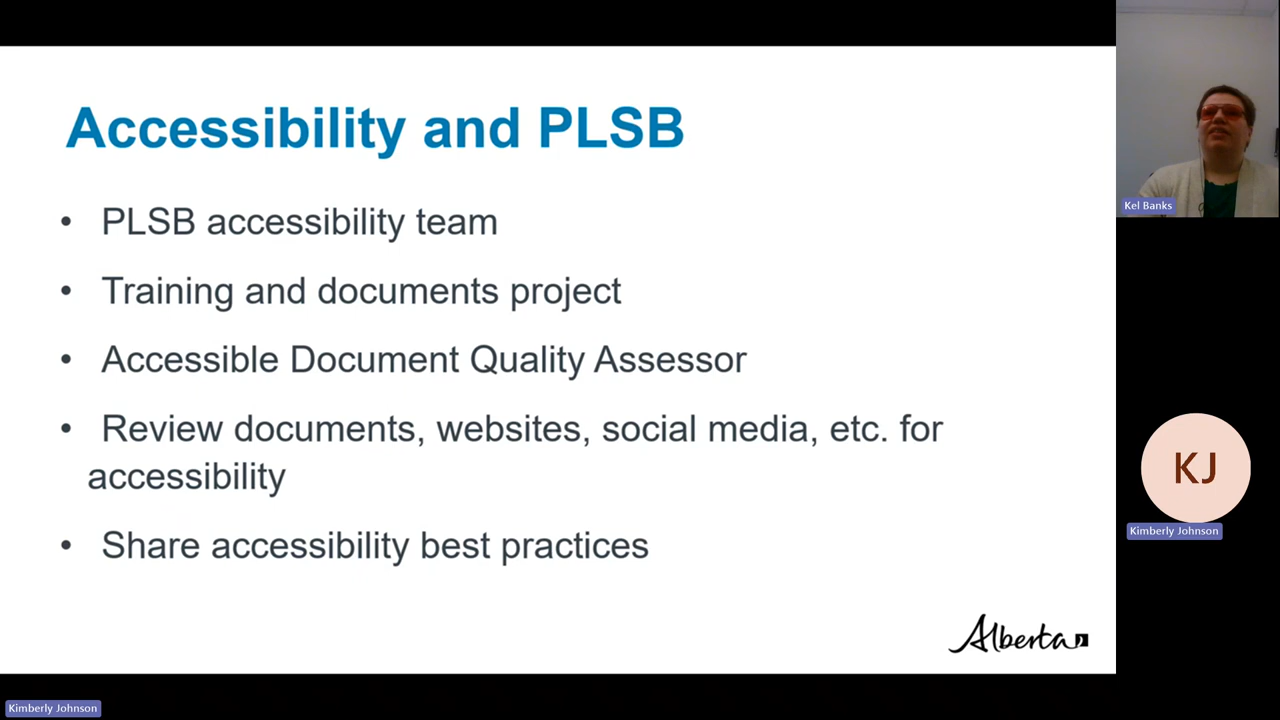 Accessibility and PLSB
• PLSB accessibility team
• Training and documents project
• Accessible Document Quality Assessor
• Review documents, websites, social media, etc. for
accessibility
• Share accessibility best practices
Alberta
Kel Banks
KJ
Kimberly Johnson
Kimberly Johnson